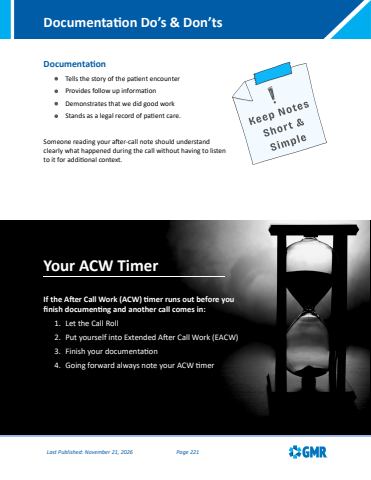 Documentation Do's & Don'ts
Documentation
● Tells the story of the patient encounter
● Provides follow up information
● Demonstrates that we did good work
● Stands as a legal record of patient care.
Someone reading your after-call note should understand
clearly what happened during the call without having to listen
to it for additional context.
!
Keep Notes
Short &
Simple
Your ACW Timer
If the After Call Work (ACW) timer runs out before you
finish documenting and another call comes in:
1. Let the Call Roll
2. Put yourself into Extended After Call Work (EACW)
3. Finish your documentation
4. Going forward always note your ACW timer
Last Published: November 21, 2026 Page 221
GMR